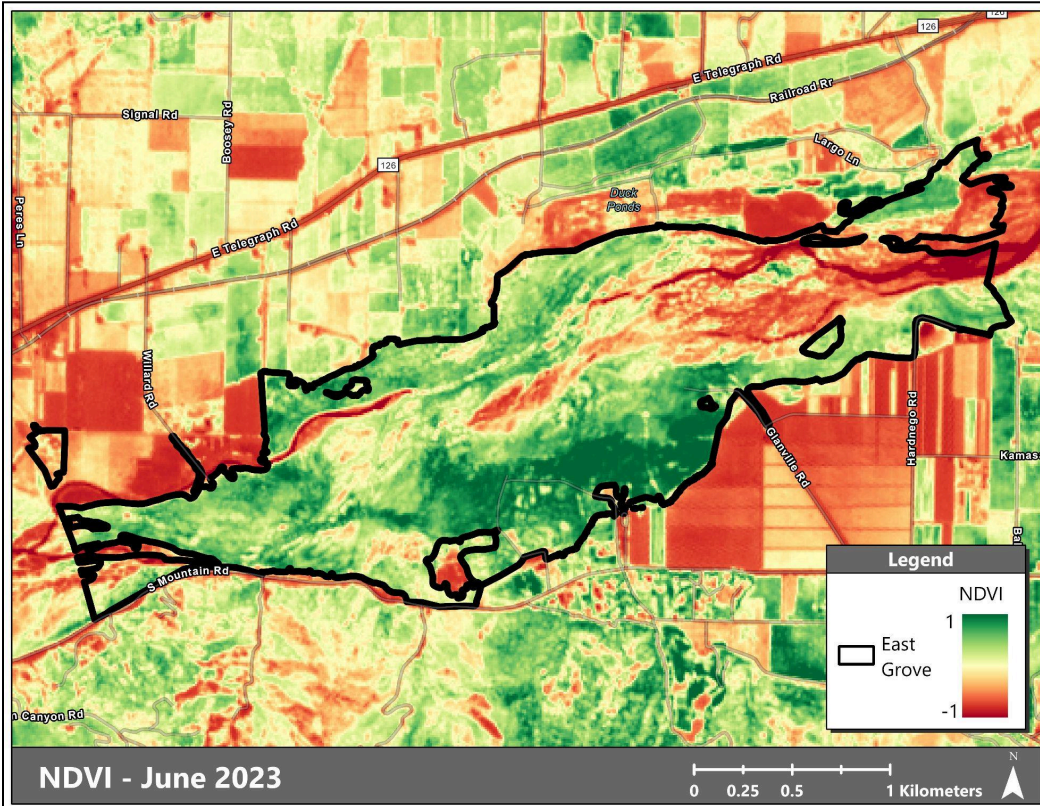 126
126
E Telegraph Rd
Railroad Rr
Signal Rd
Boosey Rd
Largo Ln
126
Duck
Ponds
Peres Ln
E Telegraph Rd
Willard Rd
Glanville Rd
Hardnego Rd
Kamas
Ba
S Mountain Rd
n Canyon Rd
Legend
NDVI
1
-1
East
Grove
NDVI - June 2023
0 0.25 0.5 1 Kilometers
N